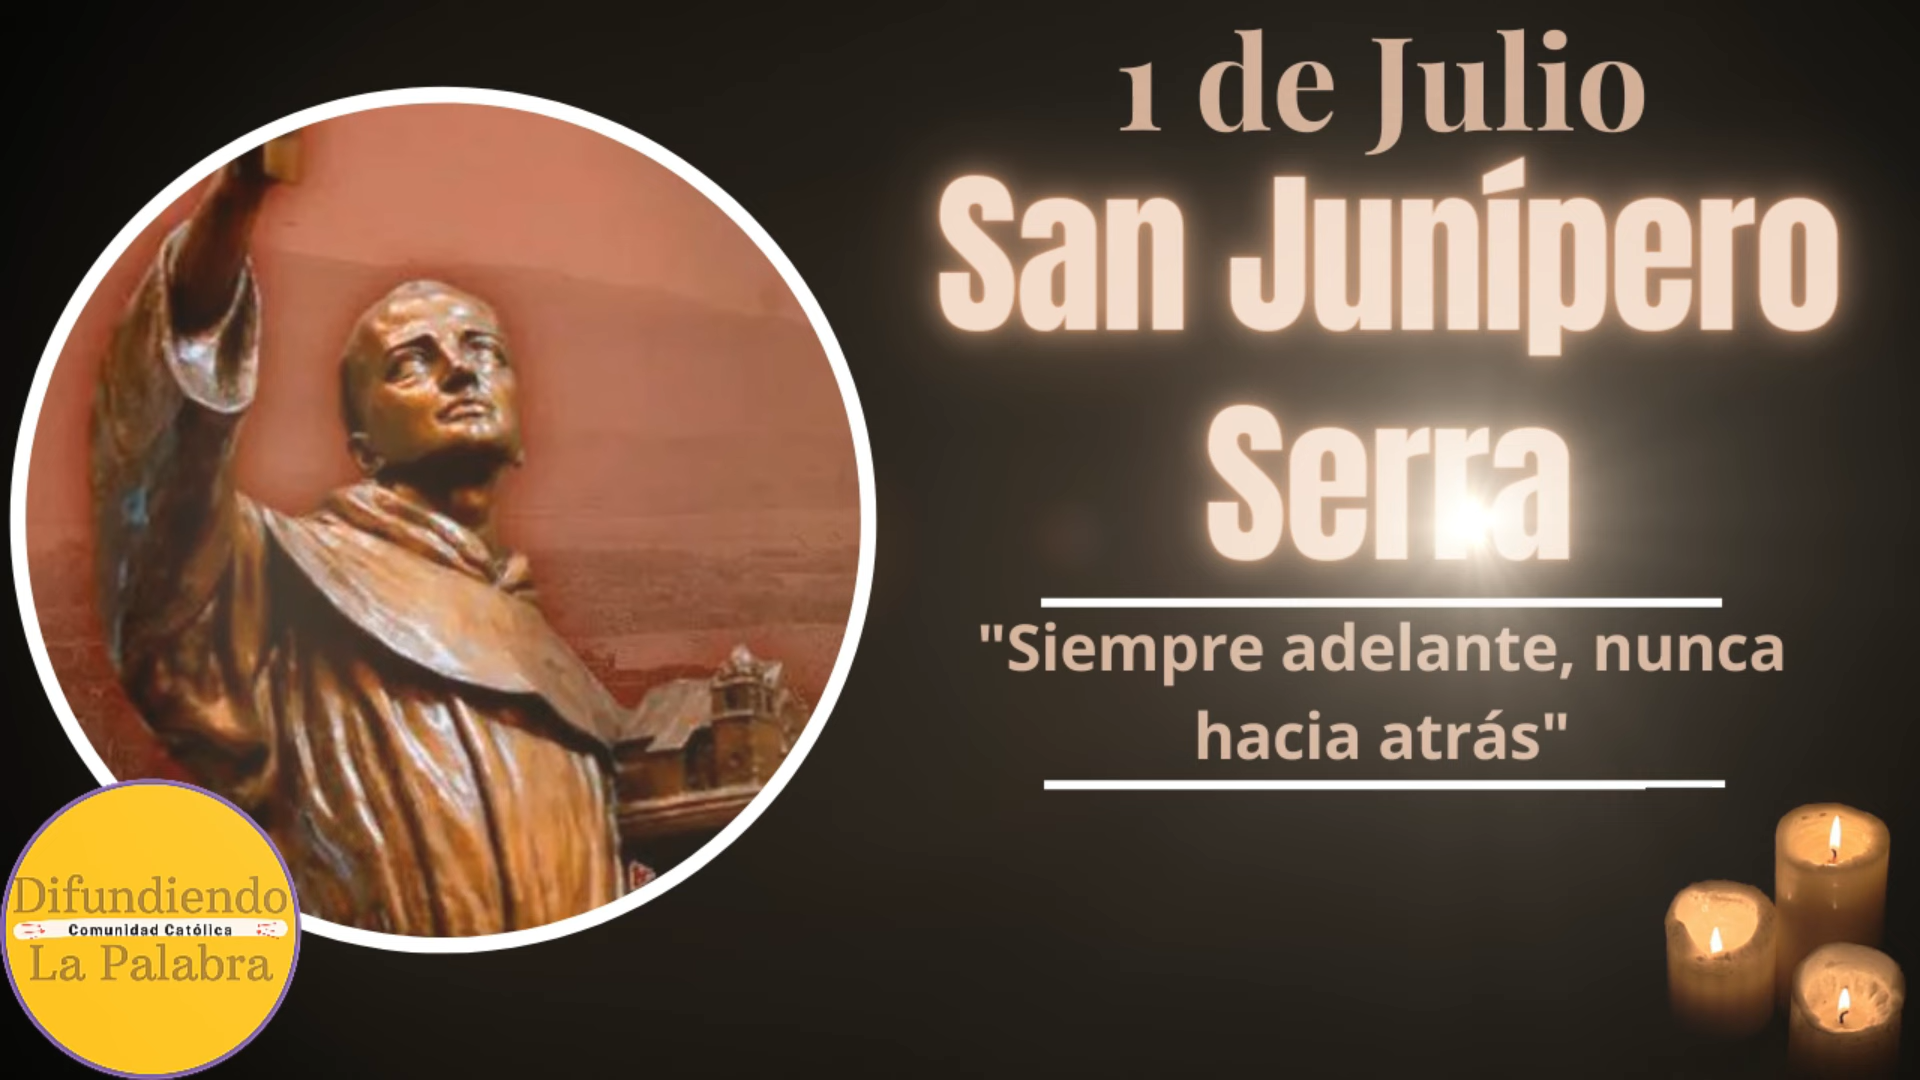 1 de Julio
San Junípero
Serra
"Siempre adelante, nunca
hacia atrás"
Difundiendo
Comunidad Católica
La Palabra